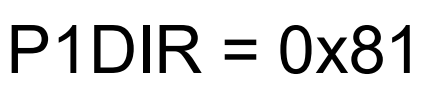 P1DIR = 0x81